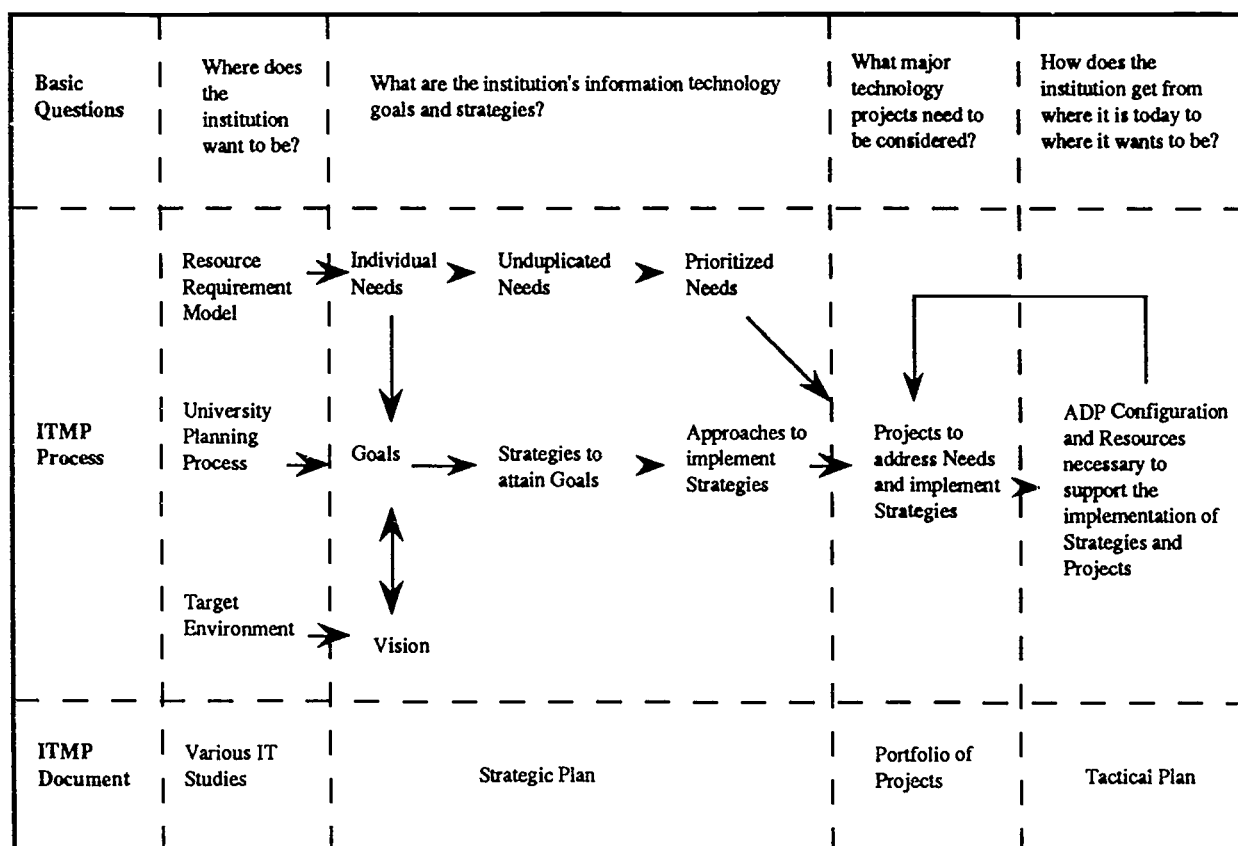 Basic
Questions
Where does
the
institution
want to be?
What are the institution's information technology
goals and strategies?
What major
technology
projects need to
be considered?
How does the
institution get from
where it is today to
where it wants to be?
ITMP
Process
Resource
Requirement
Model
Individual
Needs
Unduplicated
Needs
Prioritized
Needs
University
Planning
Process
Goals
Strategies to
attain Goals
Approaches to
implement
Strategies
Projects to
address Needs
and implement
Strategies
ADP Configuration
and Resources
necessary to
support the
implementation of
Strategies and
Projects
Target
Environment
Vision
ITMP
Document
Various IT
Studies
Strategic Plan
Portfolio of
Projects
Tactical Plan